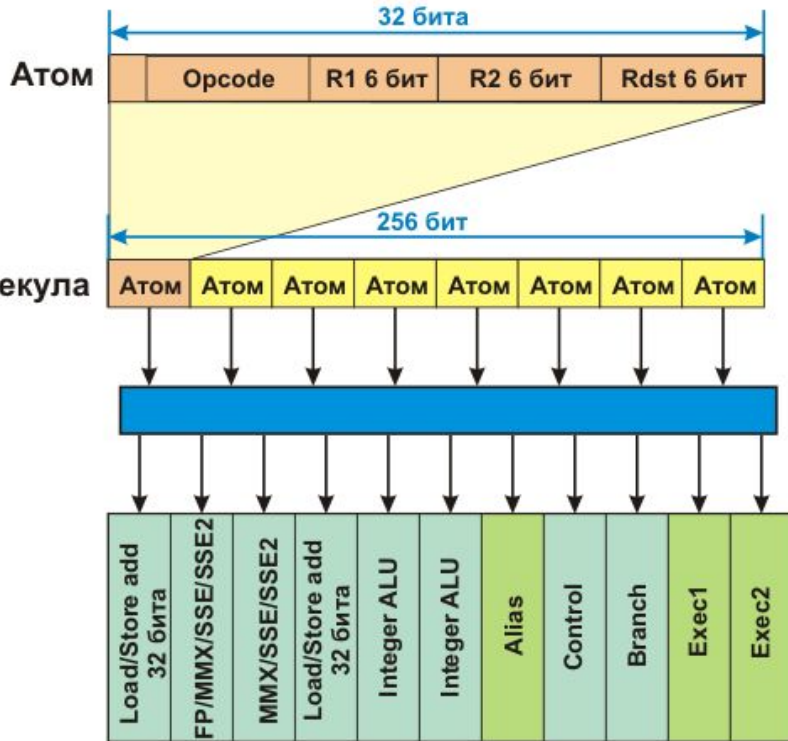 32 бита
Атом
Opcode
R1 6 бит
R2 6 бит
Rdst 6 бит
256 бит
екула
Атом
Атом
Атом
Атом
Атом
Атом
Атом
Атом
Load/Store add
32 бита
FP/MMX/SSE/SSE2
MMX/SSE/SSE2
Load/Store add
32 бита
Integer ALU
Integer ALU
Alias
Control
Branch
Exec1
Exec2